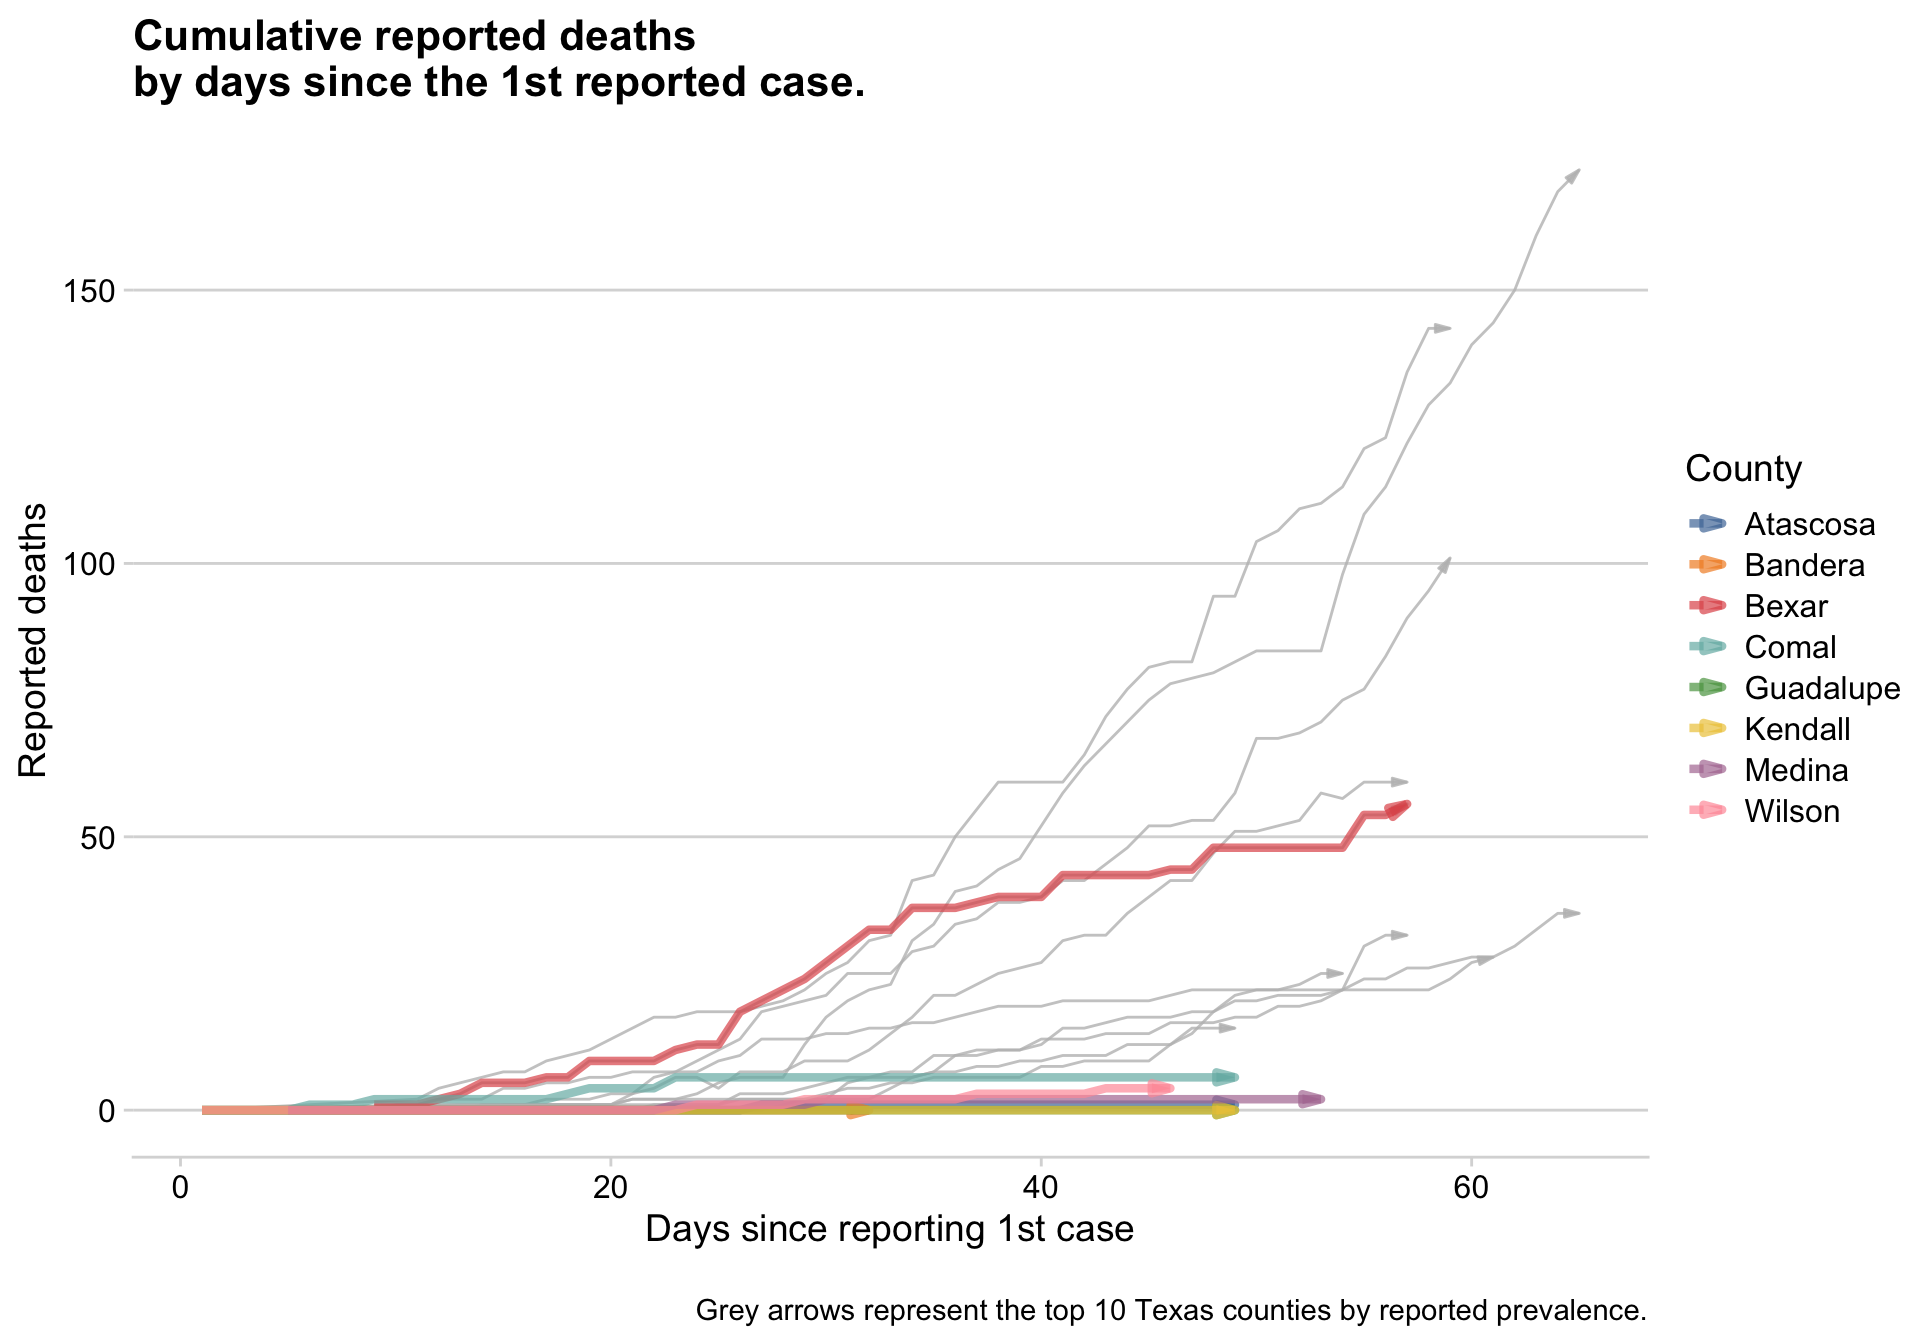 Cumulative reported deaths
by days since the 1st reported case.
150
100
50
0
Reported deaths
0 20 40 60
Days since reporting 1st case
County
Atascosa
Bandera
Bexar
Comal
Guadalupe
Kendall
Medina
Wilson
Grey arrows represent the top 10 Texas counties by reported prevalence.